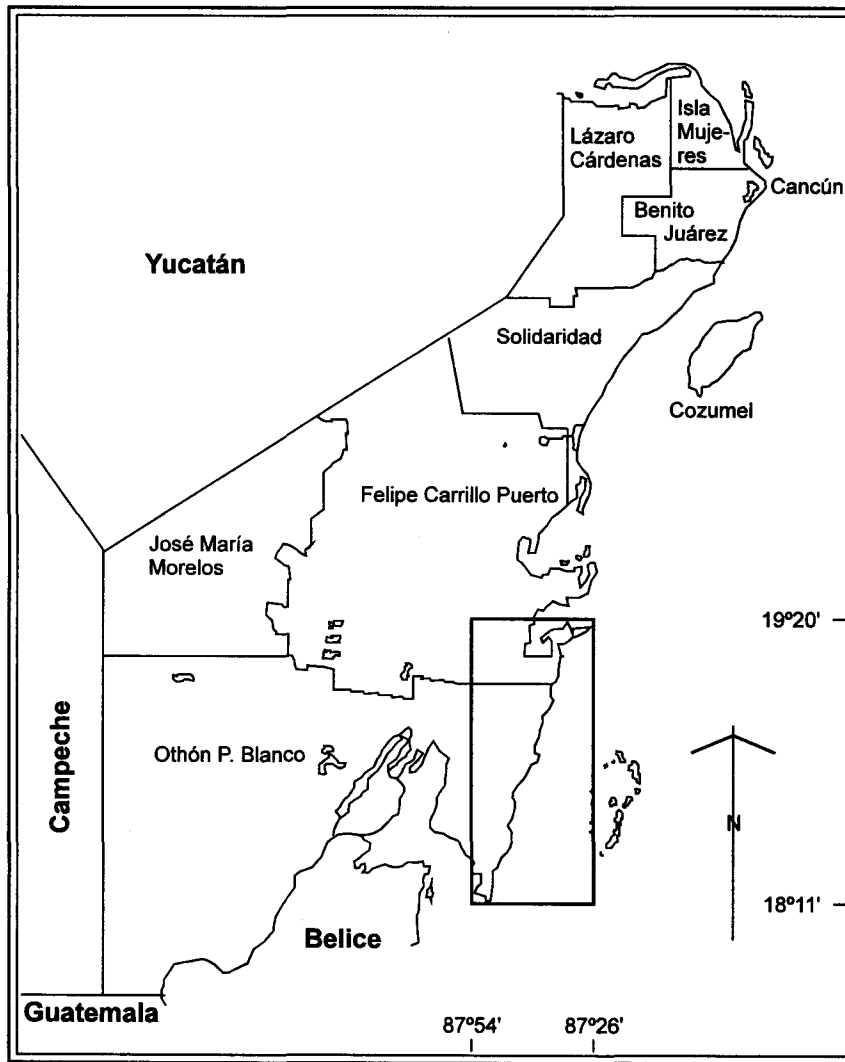 Isla
Muje-
res
Lázaro
Cárdenas
Cancún
Benito
Juárez
Yucatán
Solidaridad
Cozumel
Felipe Carrillo Puerto
José María
Morelos
19º20'
Campeche
Othón P. Blanco
N
18º11'
Belice
Guatemala
87º54'
87º26'